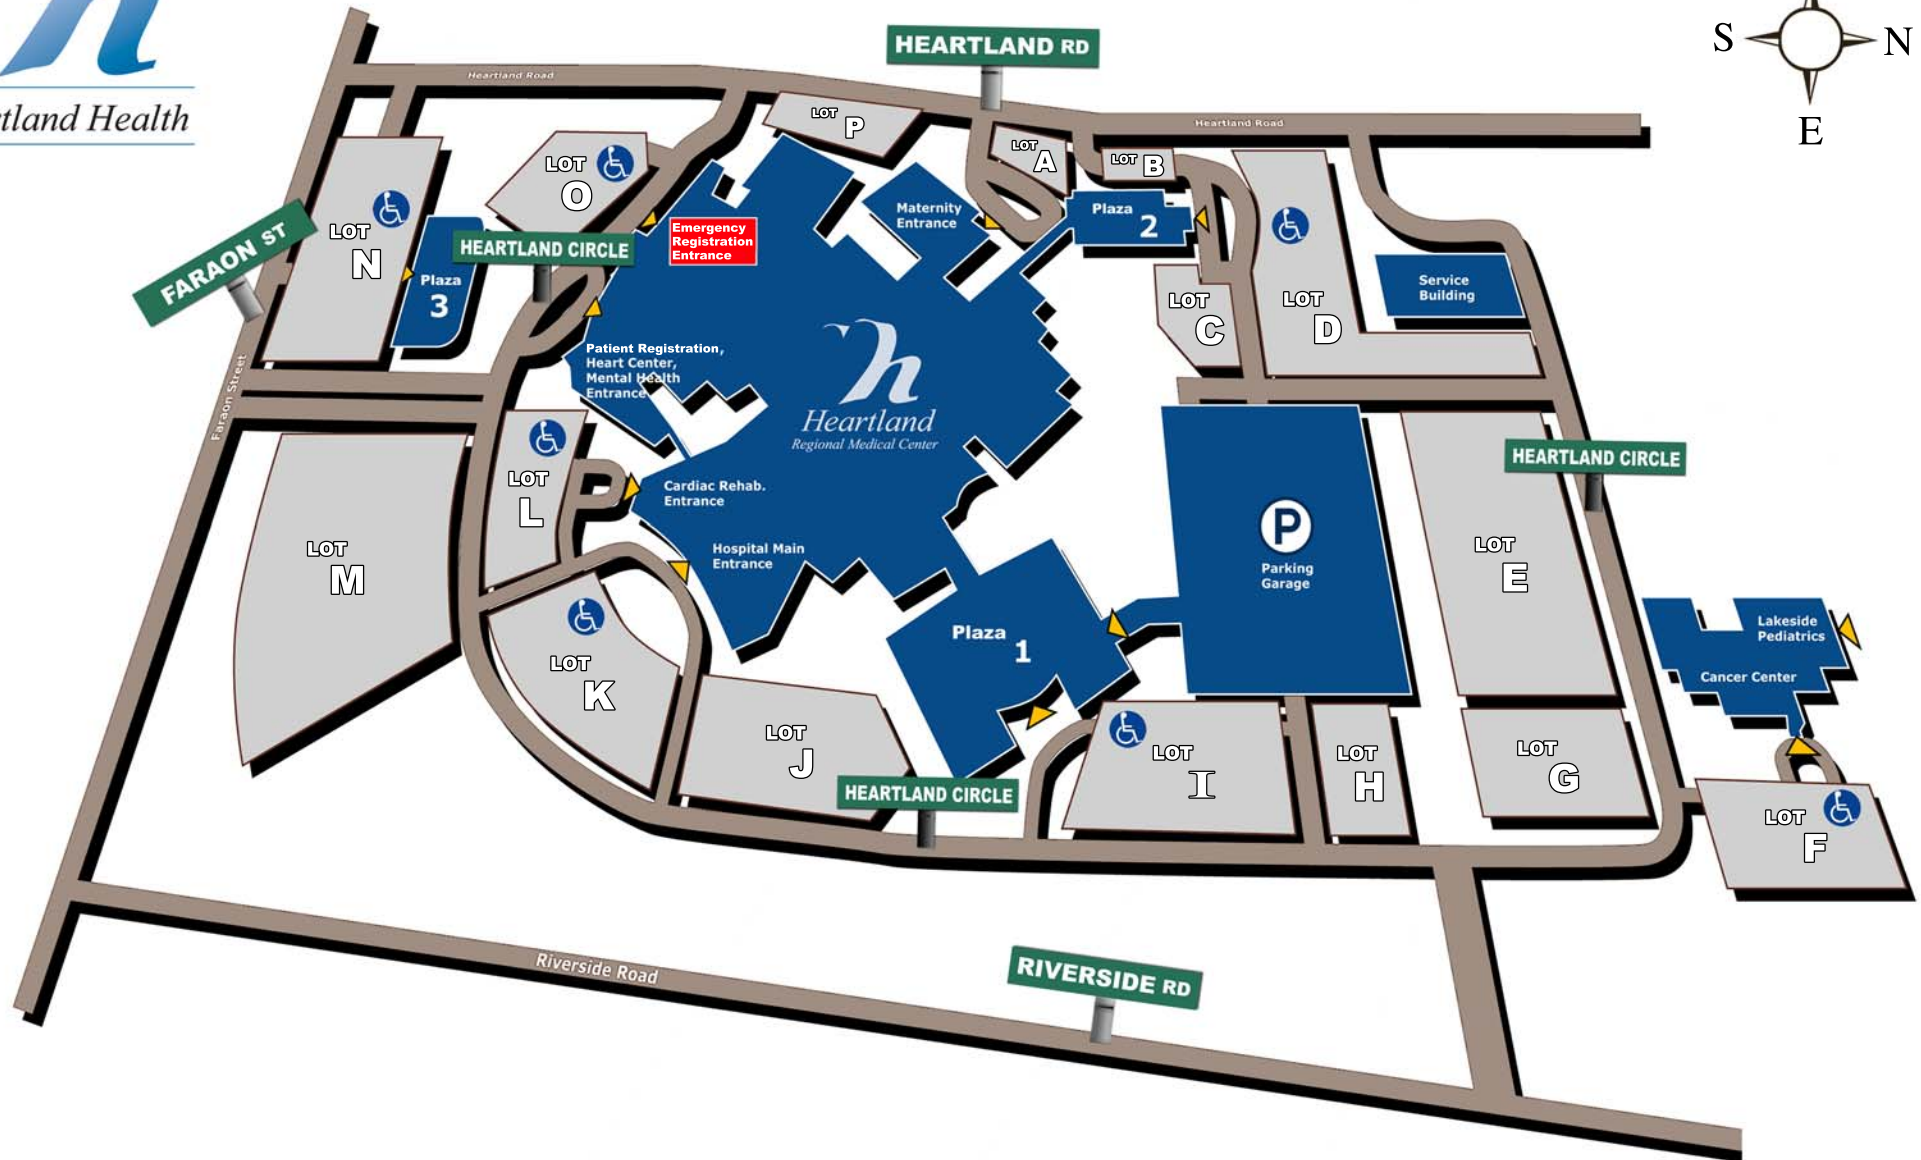 tland Health
S
N
E
HEARTLAND RD
Heartland Road
Heartland Road
LOT P
LOT A
LOT B
LOT O
LOT N
FARAON ST
HEARTLAND CIRCLE
Plaza
3
Emergency
Registration
Entrance
Maternity
Entrance
Plaza
2
LOT C
LOT D
Service
Building
Patient Registration,
Heart Center,
Mental Health
Entrance
Heartland
Regional Medical Center
Faraon Street
LOT L
LOT M
Cardiac Rehab.
Entrance
Hospital Main
Entrance
P
Parking
Garage
HEARTLAND CIRCLE
LOT E
Lakeside
Pediatrics
Cancer Center
Plaza
1
LOT K
LOT J
HEARTLAND CIRCLE
LOT I
LOT H
LOT G
LOT F
Riverside Road
RIVERSIDE RD